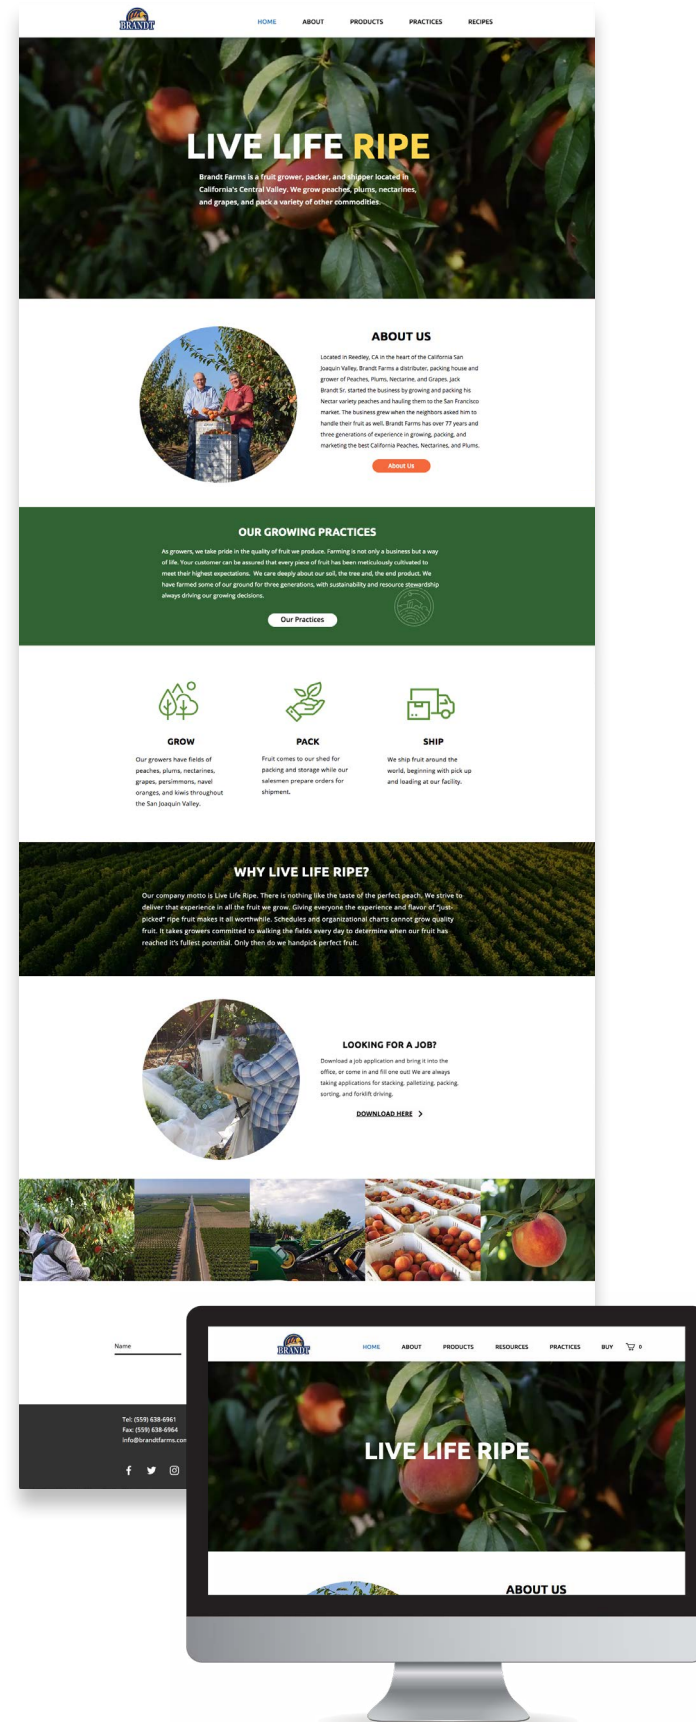 BRANDT
HOME ABOUT PRODUCTS PRACTICES RECIPES
LIVE LIFE RIPE
Brandt Farms is a fruit grower, packer, and shipper located in
California's Central Valley. We grow peaches, plums, nectarines,
and grapes, and pack a variety of other commodities.
ABOUT US
Located in Reedley, CA in the heart of the California San
Joaquin Valley, Brandt Farms a distributer, packing house and
grower of Peaches, Plums, Nectarine, and Grapes. Jack
Brandt Sr. started the business by growing and packing his
Nectar variety peaches and hauling them to the San Francisco
market. The business grew when the neighbors asked him to
handle their fruit as well. Brandt Farms has over 77 years and
three generations of experience in growing, packing, and
marketing the best California Peaches, Nectarines, and Plums.
About Us
OUR GROWING PRACTICES
As growers, we take pride in the quality of fruit we produce. Farming is not only a business but a way
of life. Your customer can be assured that every piece of fruit has been meticulously cultivated to
meet their highest expectations. We care deeply about our soil, the tree and, the end product. We
have farmed some of our ground for three generations, with sustainability and resource stewardship
always driving our growing decisions.
Our Practices
GROW
Our growers have fields of
peaches, plums, nectarines,
grapes, persimmons, navel
oranges, and kiwis throughout
the San Joaquin Valley.
PACK
Fruit comes to our shed for
packing and storage while our
salesmen prepare orders for
shipment.
SHIP
We ship fruit around the
world, beginning with pick up
and loading at our facility.
WHY LIVE LIFE RIPE?
Our company motto is Live Life Ripe. There is nothing like the taste of the perfect peach. We strive to
deliver that experience in all the fruit we grow. Giving everyone the experience and flavor of "just-
picked" ripe fruit makes it all worthwhile. Schedules and organizational charts cannot grow quality
fruit. It takes growers committed to walking the fields every day to determine when our fruit has
reached it's fullest potential. Only then do we handpick perfect fruit.
LOOKING FOR A JOB?
Download a job application and bring it into the
office, or come in and fill one out! We are always
taking applications for stacking, palletizing, packing,
sorting, and forklift driving.
DOWNLOAD HERE
Name
Tel: (559) 638-6961
Fax: (559) 638-6964
info@brandtfarms.com
BRANDT
HOME ABOUT PRODUCTS RESOURCES PRACTICES BUY 0
LIVE LIFE RIPE
ABOUT US